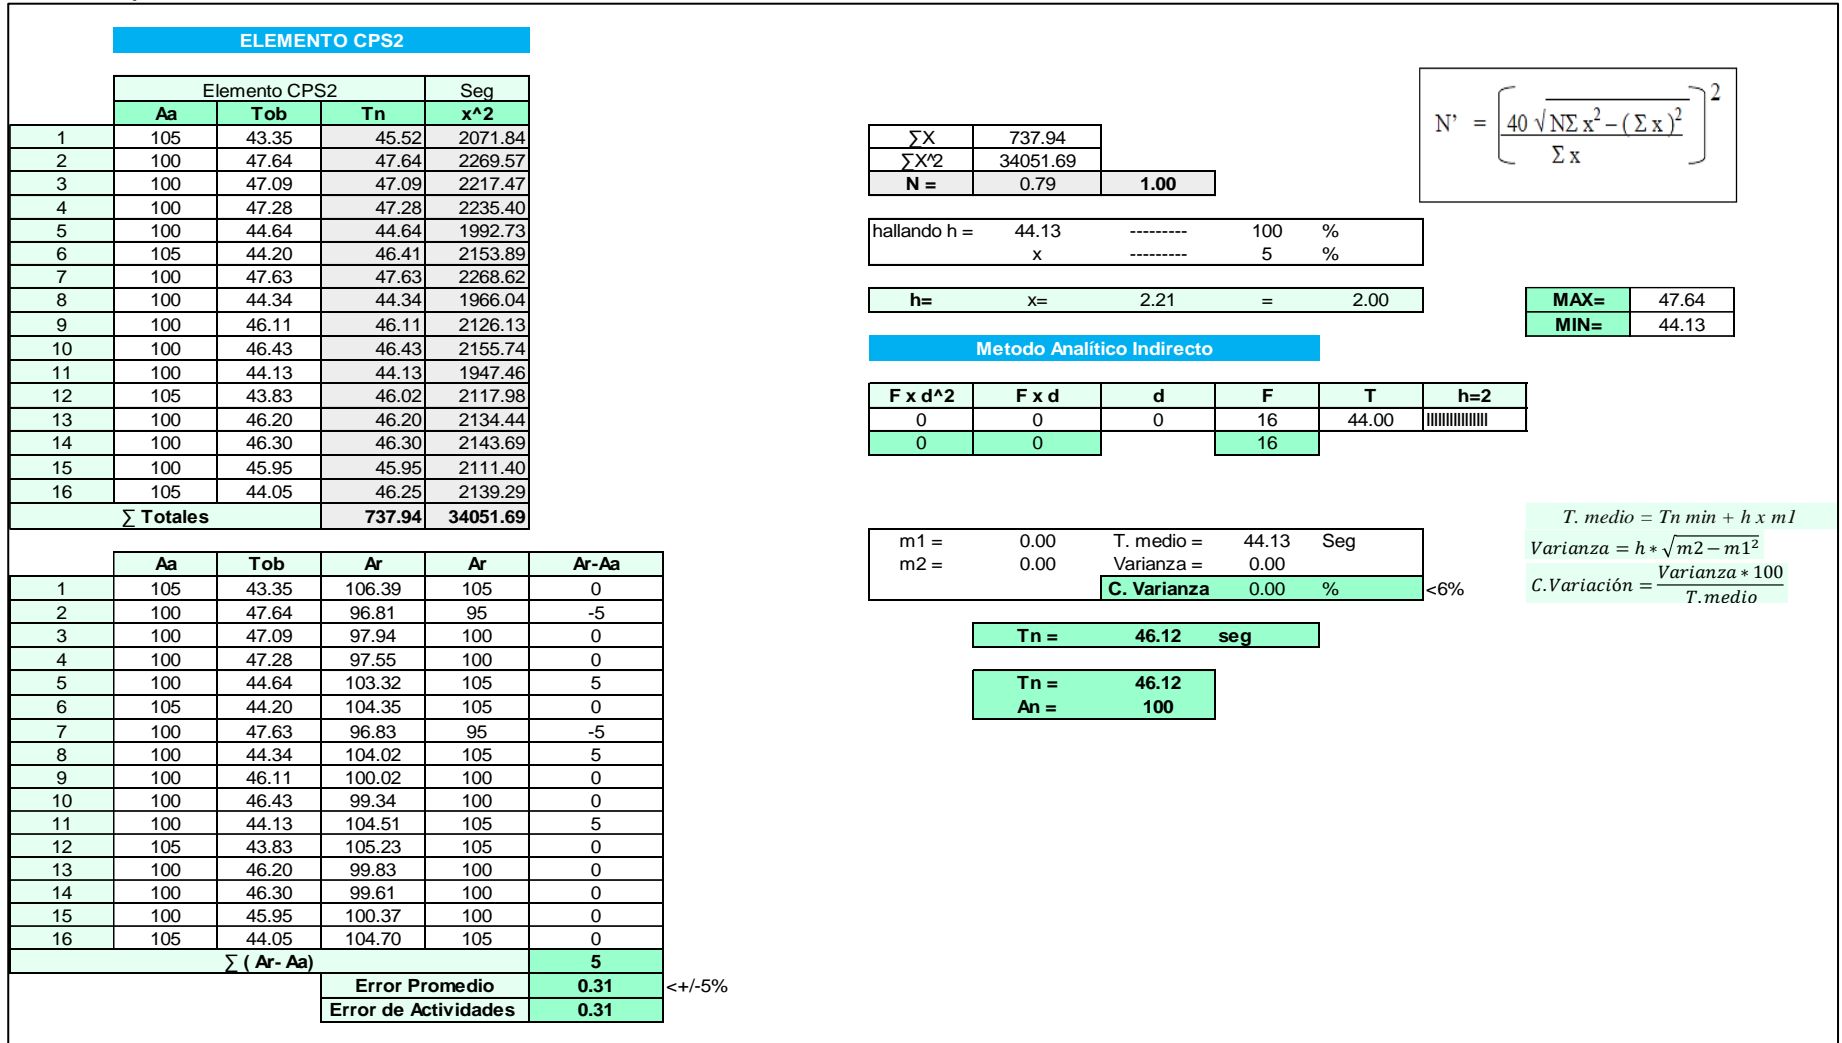 ELEMENTO CPS2
Elemento CPS2 Seg
Aa Tob Tn x^2
1 105 43.35 45.52 2071.84
2 100 47.64 47.64 2269.57
3 100 47.09 47.09 2217.47
4 100 47.28 47.28 2235.40
5 100 44.64 44.64 1992.73
6 105 44.20 46.41 2153.89
7 100 47.63 47.63 2268.62
8 100 44.34 44.34 1966.04
9 100 46.11 46.11 2126.13
10 100 46.43 46.43 2155.74
11 100 44.13 44.13 1947.46
12 105 43.83 46.02 2117.98
13 100 46.20 46.20 2134.44
14 100 46.30 46.30 2143.69
15 100 45.95 45.95 2111.40
16 105 44.05 46.25 2139.29
∑ Totales 737.94 34051.69
Aa Tob Ar Ar Ar-Aa
1 105 43.35 106.39 105 0
2 100 47.64 96.81 95 -5
3 100 47.09 97.94 100 0
4 100 47.28 97.55 100 0
5 100 44.64 103.32 105 5
6 105 44.20 104.35 105 0
7 100 47.63 96.83 95 -5
8 100 44.34 104.02 105 5
9 100 46.11 100.02 100 0
10 100 46.43 99.34 100 0
11 100 44.13 104.51 105 5
12 105 43.83 105.23 105 0
13 100 46.20 99.83 100 0
14 100 46.30 99.61 100 0
15 100 45.95 100.37 100 0
16 105 44.05 104.70 105 0
∑ ( Ar- Aa) 5
Error Promedio 0.31 <+/-5%
Error de Actividades 0.31
∑X 737.94
∑X^2 34051.69
N = 0.79 1.00
N' = [40 √NΣ x² – ( Σ x )² / Σ x]²
hallando h = 44.13 --------- 100 %
x --------- 5 %
h= x= 2.21 = 2.00
MAX= 47.64
MIN= 44.13
Metodo Analítico Indirecto
F x d^2 F x d d F T h=2
0 0 0 16 44.00 IIIIIIIIIIIIIIII
0 0 16
m1 = 0.00 T. medio = 44.13 Seg
m2 = 0.00 Varianza = 0.00
C. Varianza 0.00 % <6%
T. medio = Tn min + h x m1
Varianza = h * √m2 − m1²
C.Variación = Varianza * 100 / T.medio
Tn = 46.12 seg
Tn = 46.12
An = 100